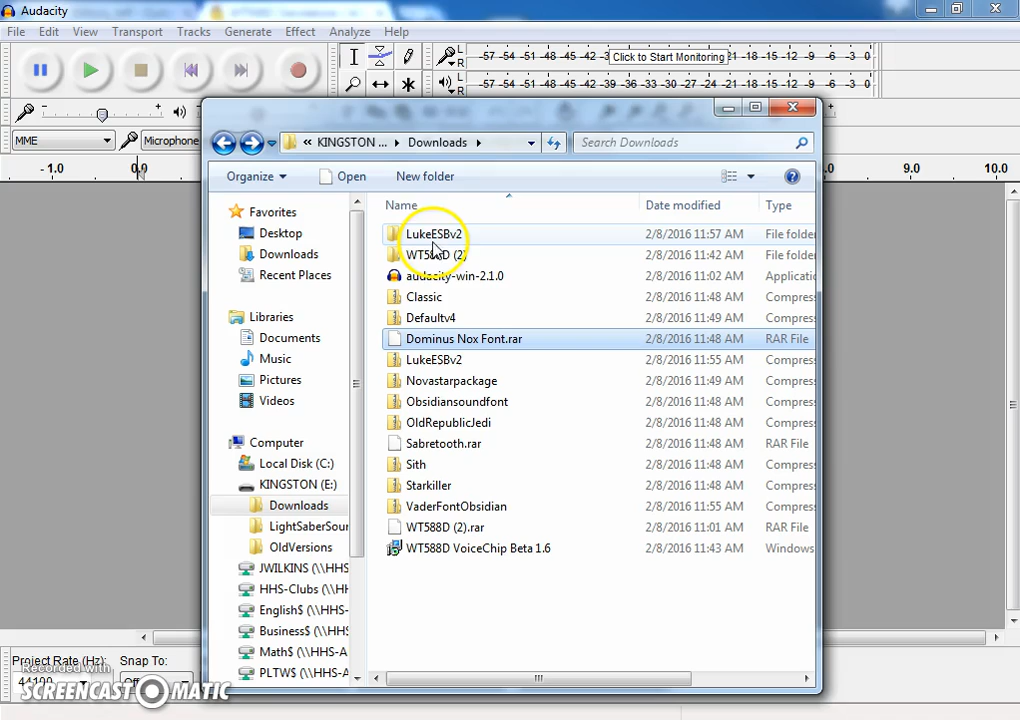 Audacity
File Edit View Transport Tracks Generate Effect Analyze Help
L R -57 -54 -51 -48 -45 -42 -39 Click to Start Monitoring -21 -18 -15 -12 -9 -6 -3 0
L R -57 -54 -51 -48 -45 -42 -39 -36 -33 -30 -27 -24 -21 -18 -15 -12 -9 -6 -3 0
- + - +
MME Microphone
-1.0 0.0 9.0 10.0
« KINGSTON ... Downloads Search Downloads
Organize Open New folder
Name Date modified Type
Favorites
Desktop
Downloads
Recent Places
Libraries
Documents
Music
Pictures
Videos
Computer
Local Disk (C:)
KINGSTON (E:)
Downloads
LightSaberSour
OldVersions
JWILKINS (\\HHS
HHS-Clubs (\\HHS
English$ (\\HHS-
Business$ (\\HHS
Math$ (\\HHS-A
PLTWS (\\HHS-A
LukeESBv2 2/8/2016 11:57 AM File folder
WT588D (2) 2/8/2016 11:42 AM File folder
audacity-win-2.1.0 2/8/2016 11:02 AM Applicatio
Classic 2/8/2016 11:48 AM Compress
Defaultv4 2/8/2016 11:49 AM Compress
Dominus Nox Font.rar 2/8/2016 11:48 AM RAR File
LukeESBv2 2/8/2016 11:55 AM Compress
Novastarpackage 2/8/2016 11:49 AM Compress
Obsidiansoundfont 2/8/2016 11:48 AM Compress
OldRepublicJedi 2/8/2016 11:48 AM Compress
Sabretooth.rar 2/8/2016 11:48 AM RAR File
Sith 2/8/2016 11:48 AM Compress
Starkiller 2/8/2016 11:48 AM Compress
VaderFontObsidian 2/8/2016 11:55 AM Compress
WT588D (2).rar 2/8/2016 11:01 AM RAR File
WT588D VoiceChip Beta 1.6 2/8/2016 11:43 AM Windows
Project Rate (Hz): Snap To:
44100
Recorded with
SCREENCAST MATIC